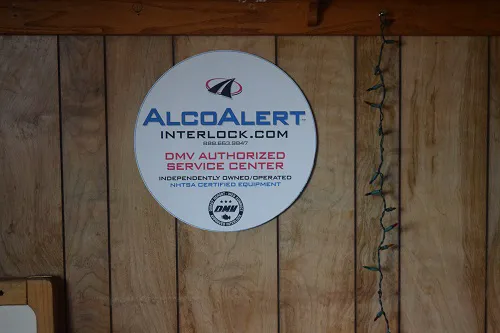 ALCOALERT
INTERLOCK.COM
DMV AUTHORIZED
SERVICE CENTER
INDEPENDENTLY OWNED/OPERATED
NHTSA CERTIFIED EQUIPMENT
DMV